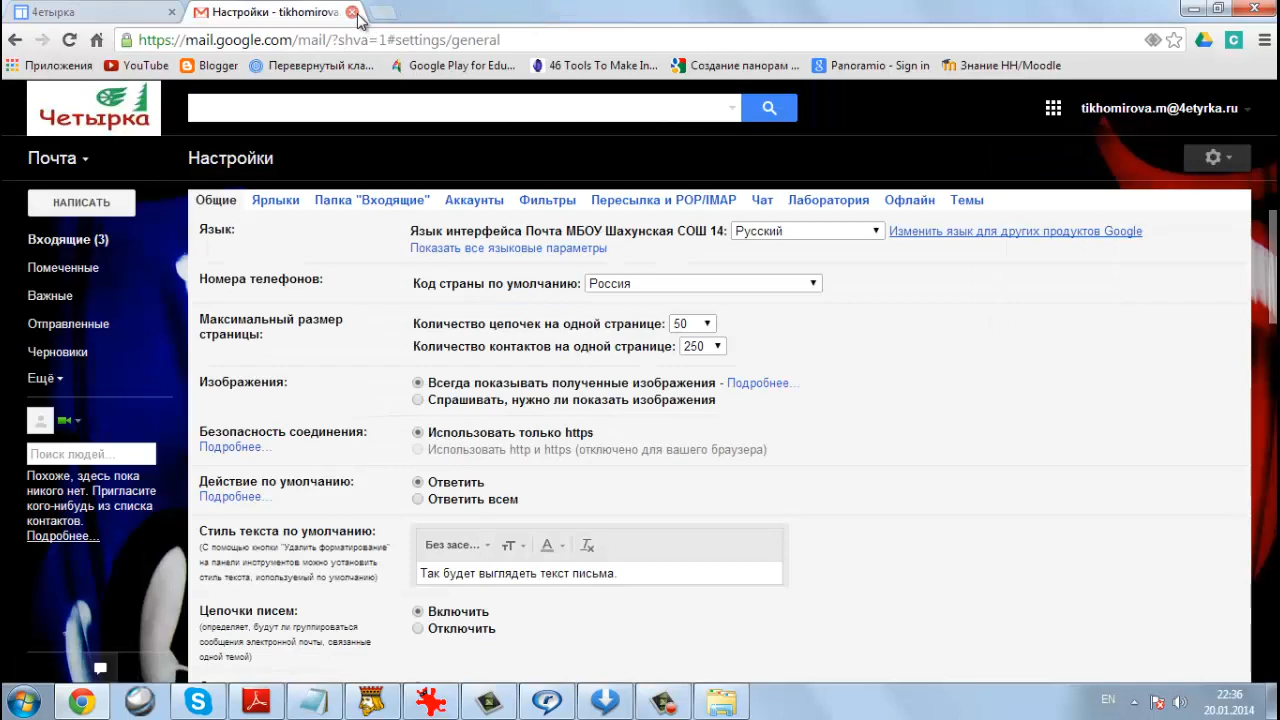 4етырка
Настройки - tikhomirova.
https://mail.google.com/mail/?shva=1#settings/general
Приложения YouTube Blogger Перевернутый кла... Google Play for Edu... 46 Tools To Make In... Создание панорам ... Panoramio - Sign in Знание НН/Moodle
Четырка
tikhomirova.m@4etyrka.ru
Почта
Настройки
НАПИСАТЬ
Входящие (3)
Помеченные
Важные
Отправленные
Черновики
Ещё
Поиск людей...
Похоже, здесь пока
никого нет. Пригласите
кого-нибудь из списка
контактов.
Подробнее...
Общие Ярлыки Папка "Входящие" Аккаунты Фильтры Пересылка и POP/IMAP Чат Лаборатория Офлайн Темы
Язык:
Язык интерфейса Почта МБОУ Шахунская СОШ 14: Русский Изменить язык для других продуктов Google
Показать все языковые параметры
Номера телефонов:
Код страны по умолчанию: Россия
Максимальный размер
страницы:
Количество цепочек на одной странице: 50
Количество контактов на одной странице: 250
Изображения:
Всегда показывать полученные изображения - Подробнее...
Спрашивать, нужно ли показать изображения
Безопасность соединения:
Подробнее...
Использовать только https
Использовать http и https (отключено для вашего браузера)
Действие по умолчанию:
Подробнее...
Ответить
Ответить всем
Стиль текста по умолчанию:
(С помощью кнопки "Удалить форматирование"
на панели инструментов можно установить
стиль текста, используемый по умолчанию)
Без засе...
Так будет выглядеть текст письма.
Цепочки писем:
(определяет, будут ли группироваться
сообщения электронной почты, связанные
одной темой)
Включить
Отключить
EN
22:36
20.01.2014